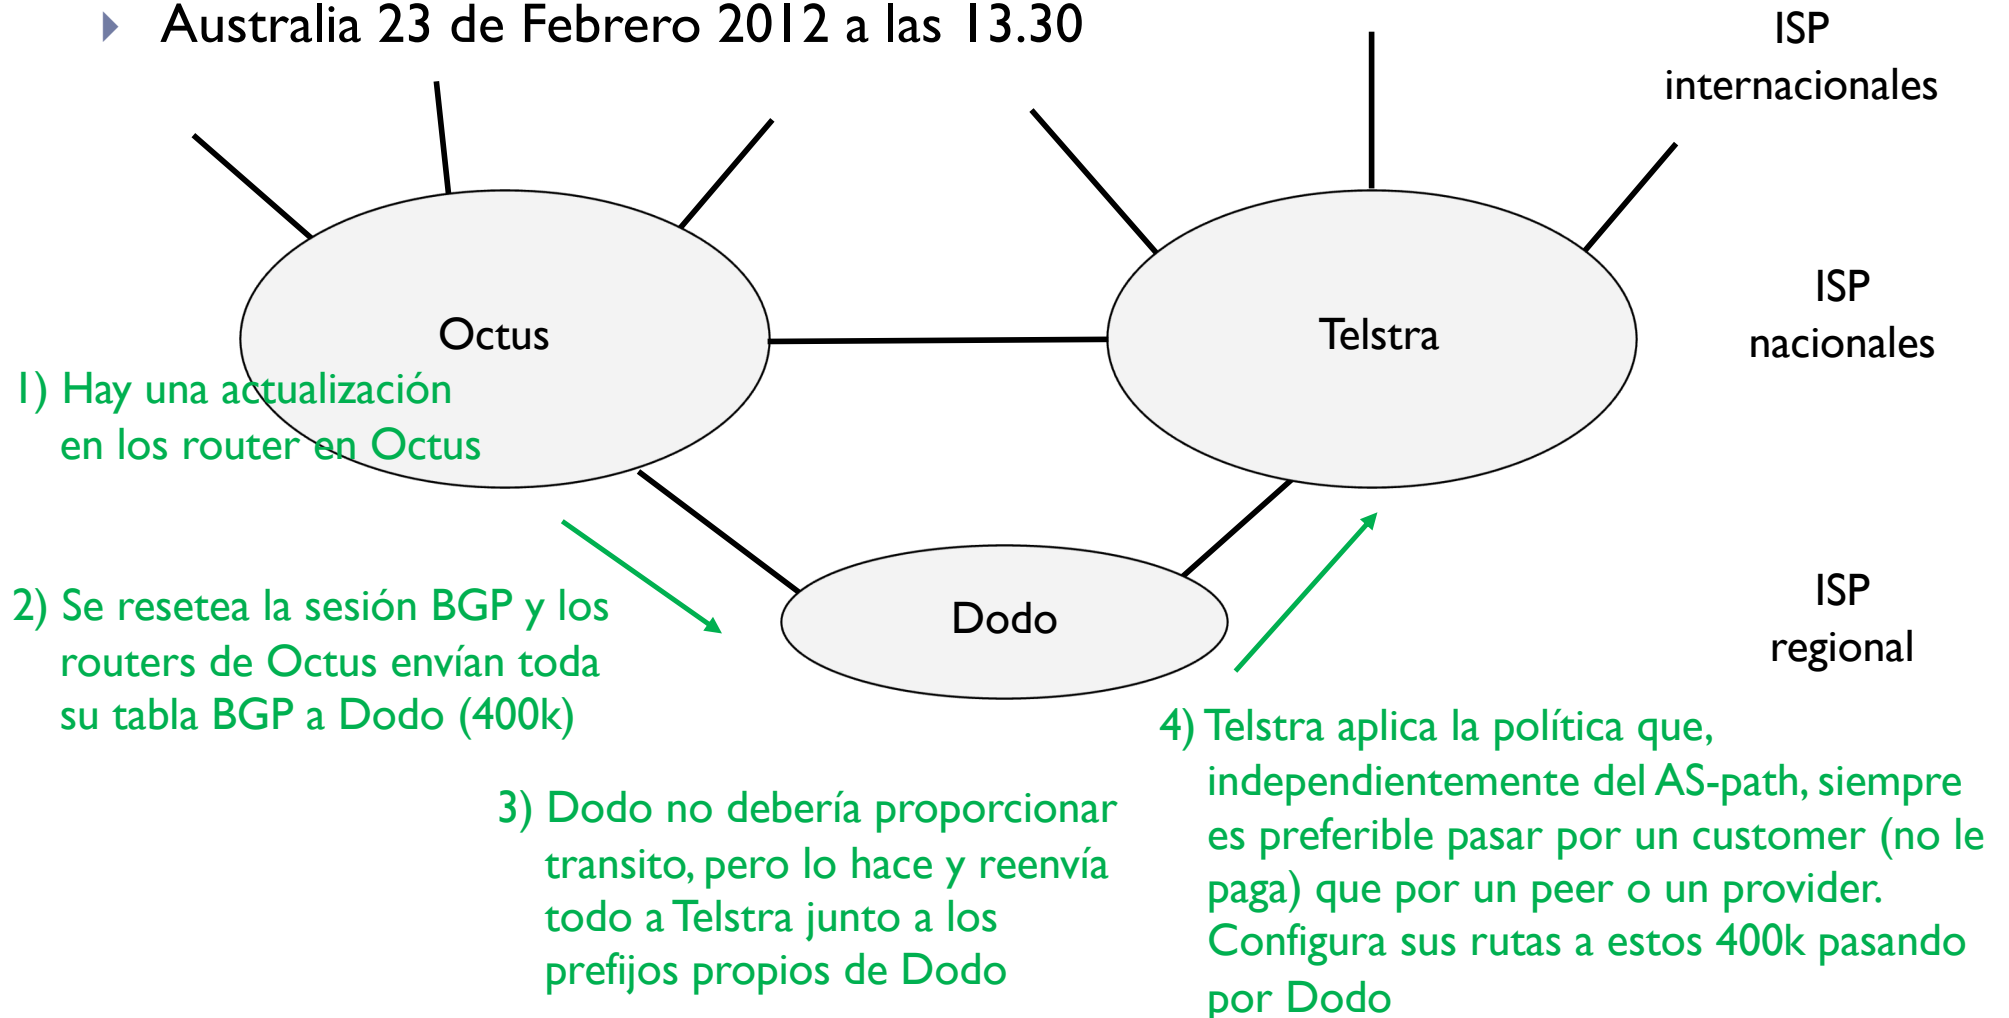 Australia 23 de Febrero 2012 a las 13.30
ISP
internacionales
Octus
Telstra
ISP
nacionales
1) Hay una actualización
en los router en Octus
2) Se resetea la sesión BGP y los
routers de Octus envían toda
su tabla BGP a Dodo (400k)
Dodo
ISP
regional
3) Dodo no debería proporcionar
transito, pero lo hace y reenvía
todo a Telstra junto a los
prefijos propios de Dodo
4) Telstra aplica la política que,
independientemente del AS-path, siempre
es preferible pasar por un customer (no le
paga) que por un peer o un provider.
Configura sus rutas a estos 400k pasando
por Dodo